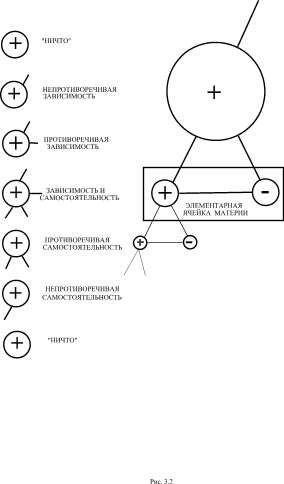 "НИЧТО"
НЕПРОТИВОРЕЧИВАЯ
ЗАВИСИМОСТЬ
ПРОТИВОРЕЧИВАЯ
ЗАВИСИМОСТЬ
ЗАВИСИМОСТЬ И
САМОСТОЯТЕЛЬНОСТЬ
ПРОТИВОРЕЧИВАЯ
САМОСТОЯТЕЛЬНОСТЬ
НЕПРОТИВОРЕЧИВАЯ
САМОСТОЯТЕЛЬНОСТЬ
"НИЧТО"
ЭЛЕМЕНТАРНАЯ
ЯЧЕЙКА МАТЕРИИ
Рис. 3.2